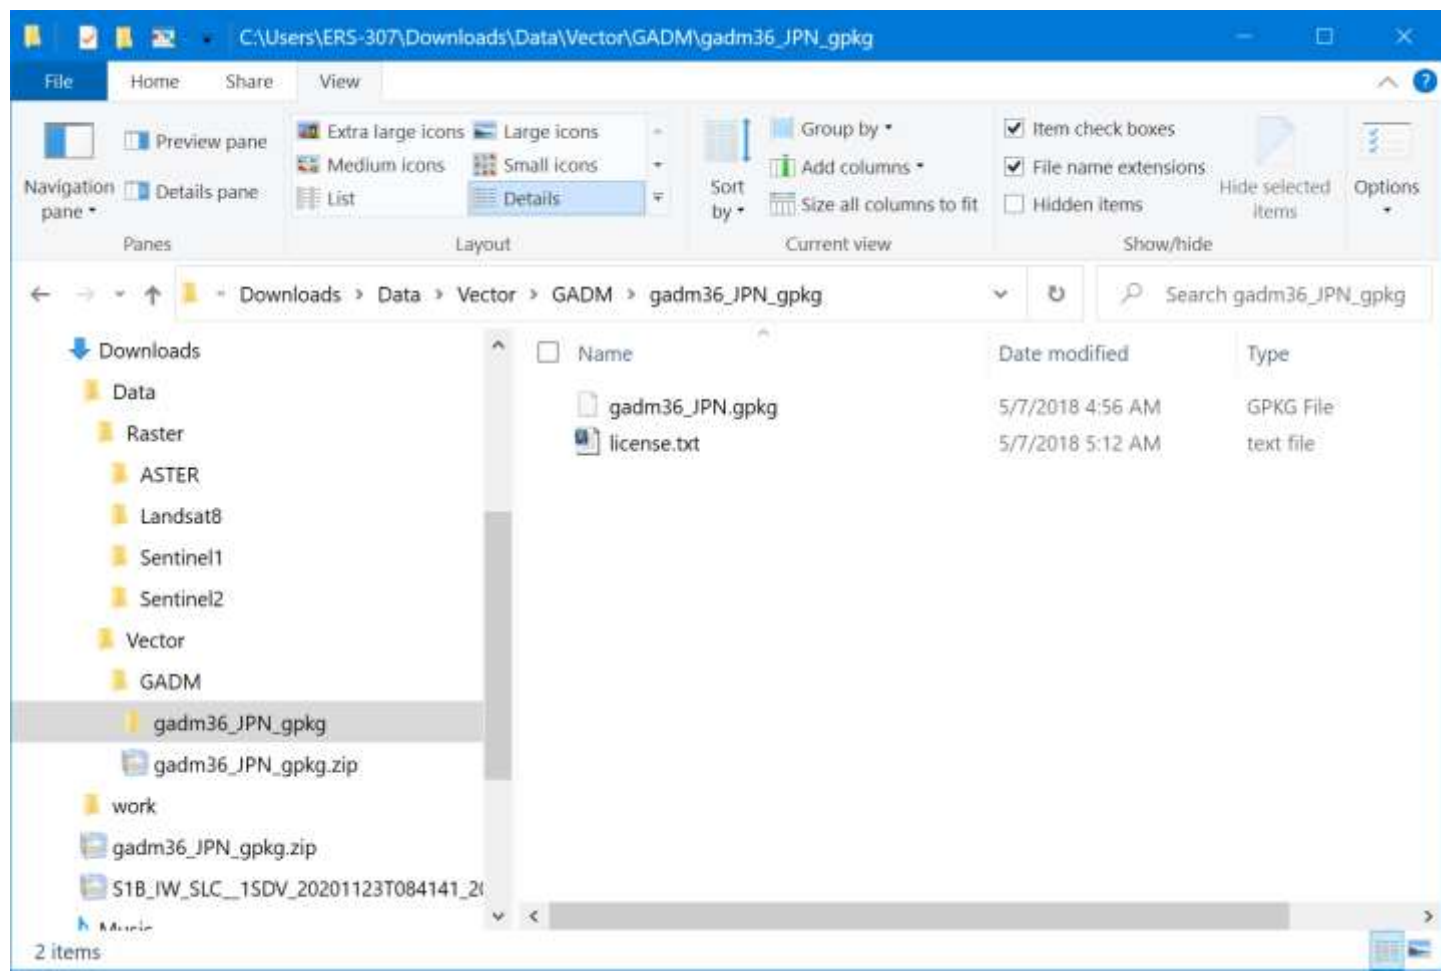 C:\Users\ERS-307\Downloads\Data\Vector\GADM\gadm36_JPN_gpkg
File Home Share View
Navigation pane
Preview pane
Details pane
Panes
Extra large icons Large icons
Medium icons Small icons
List Details
Layout
Sort by
Group by
Add columns
Size all columns to fit
Current view
Item check boxes
File name extensions
Hidden items
Hide selected items
Show/hide
Options
Downloads > Data > Vector > GADM > gadm36_JPN_gpkg
Search gadm36_JPN_gpkg
Downloads
Data
Raster
ASTER
Landsat8
Sentinel1
Sentinel2
Vector
GADM
gadm36_JPN_gpkg
gadm36_JPN_gpkg.zip
work
gadm36_JPN_gpkg.zip
S1B_IW_SLC__1SDV_20201123T084141_20
Music
Name Date modified Type
gadm36_JPN.gpkg 5/7/2018 4:56 AM GPKG File
license.txt 5/7/2018 5:12 AM text file
2 items